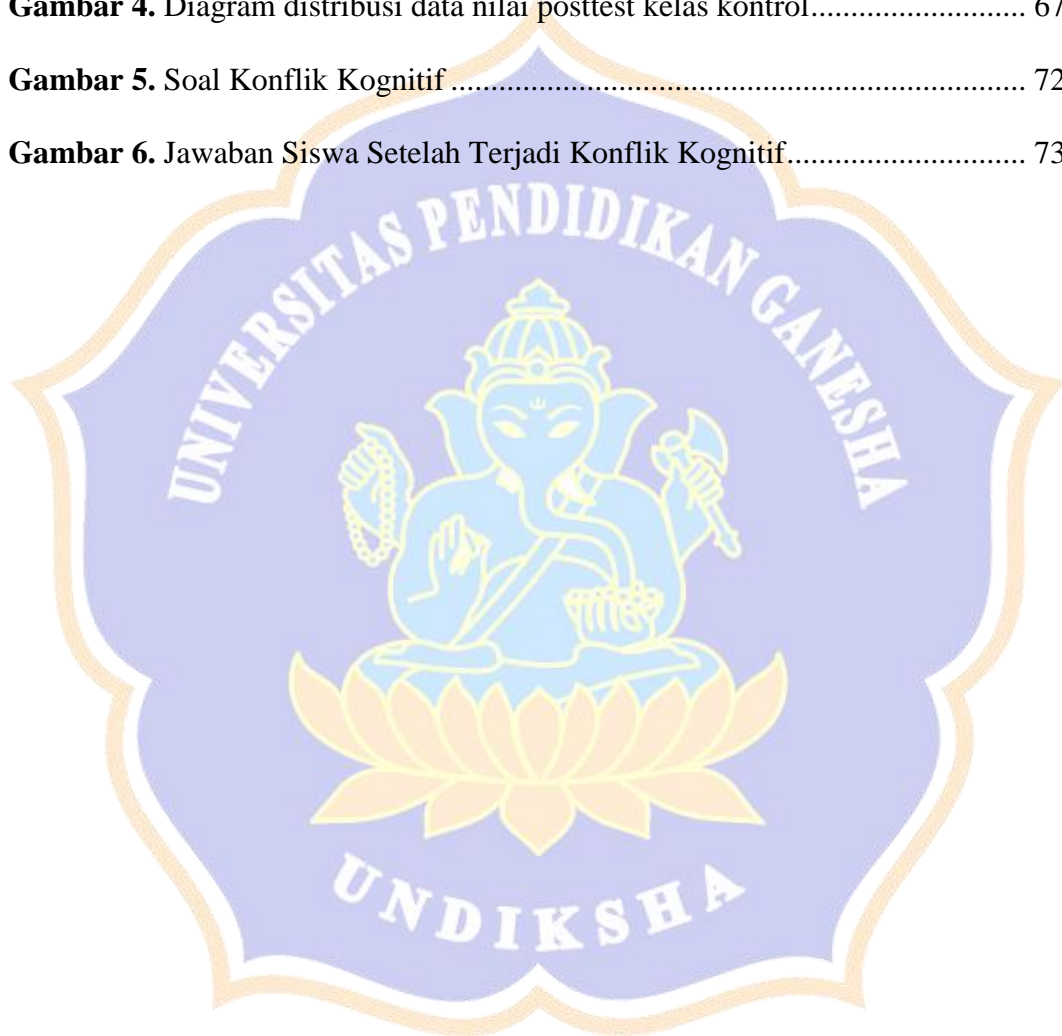 Gambar 4. Diagram distribusi data nilai posttest kelas kontrol........................... 67
Gambar 5. Soal Konflik Kognitif ........................................................................ 72
Gambar 6. Jawaban Siswa Setelah Terjadi Konflik Kognitif.............................. 73
UNIVERSITAS PENDIDIKAN GANESHA
UNDIKSHA